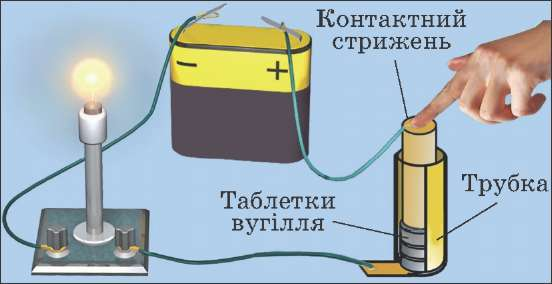 Контактний
стрижень
− +
Таблетки
вугілля
Трубка